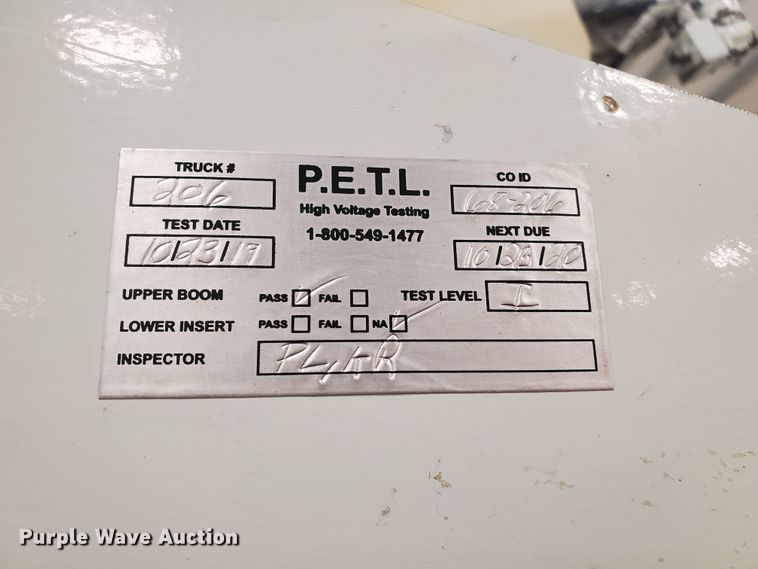 TRUCK #
206
P.E.T.L.
High Voltage Testing
1-800-549-1477
CO ID
68-206
TEST DATE
10/23/19
NEXT DUE
10/23/20
UPPER BOOM PASS FAIL TEST LEVEL I
LOWER INSERT PASS FAIL NA
INSPECTOR PL, KR
Purple Wave Auction